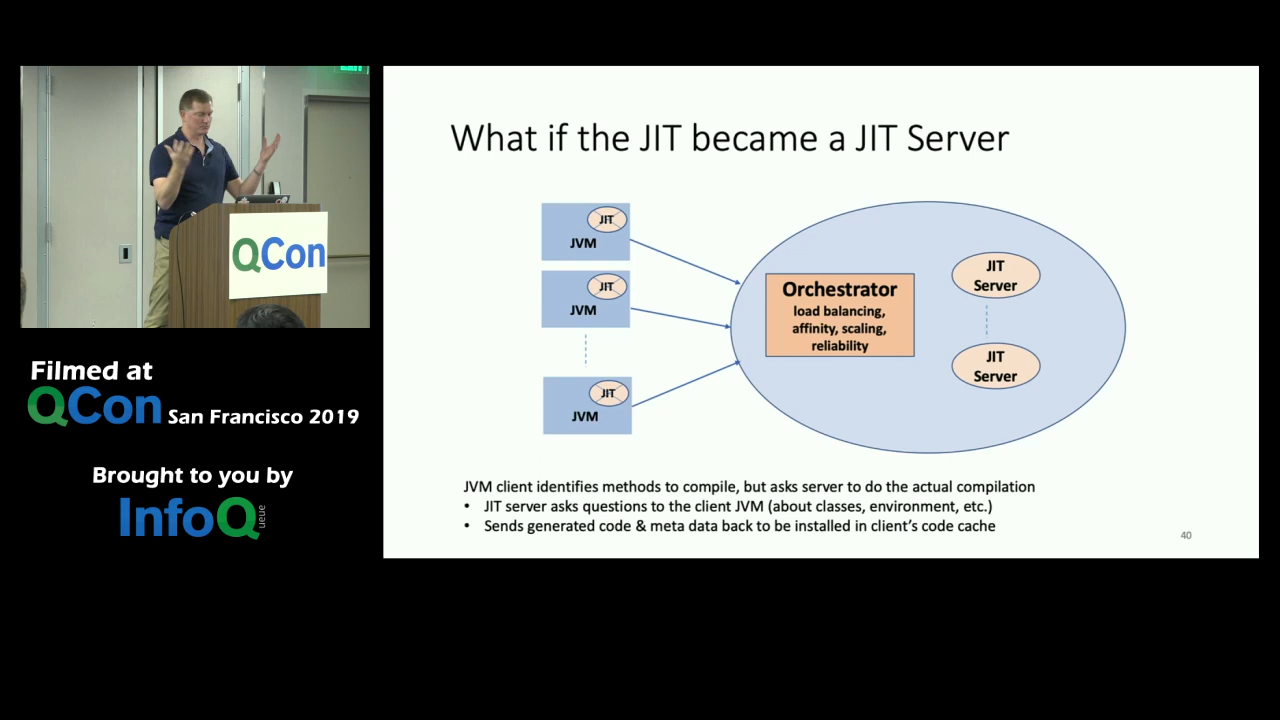 EXIT
QCon
Filmed at
QCon San Francisco 2019
Brought to you by
InfoQ
ueue
What if the JIT became a JIT Server
JIT
JVM
JIT
JVM
JIT
JVM
Orchestrator
load balancing,
affinity, scaling,
reliability
JIT
Server
JIT
Server
JVM client identifies methods to compile, but asks server to do the actual compilation
• JIT server asks questions to the client JVM (about classes, environment, etc.)
• Sends generated code & meta data back to be installed in client's code cache
40